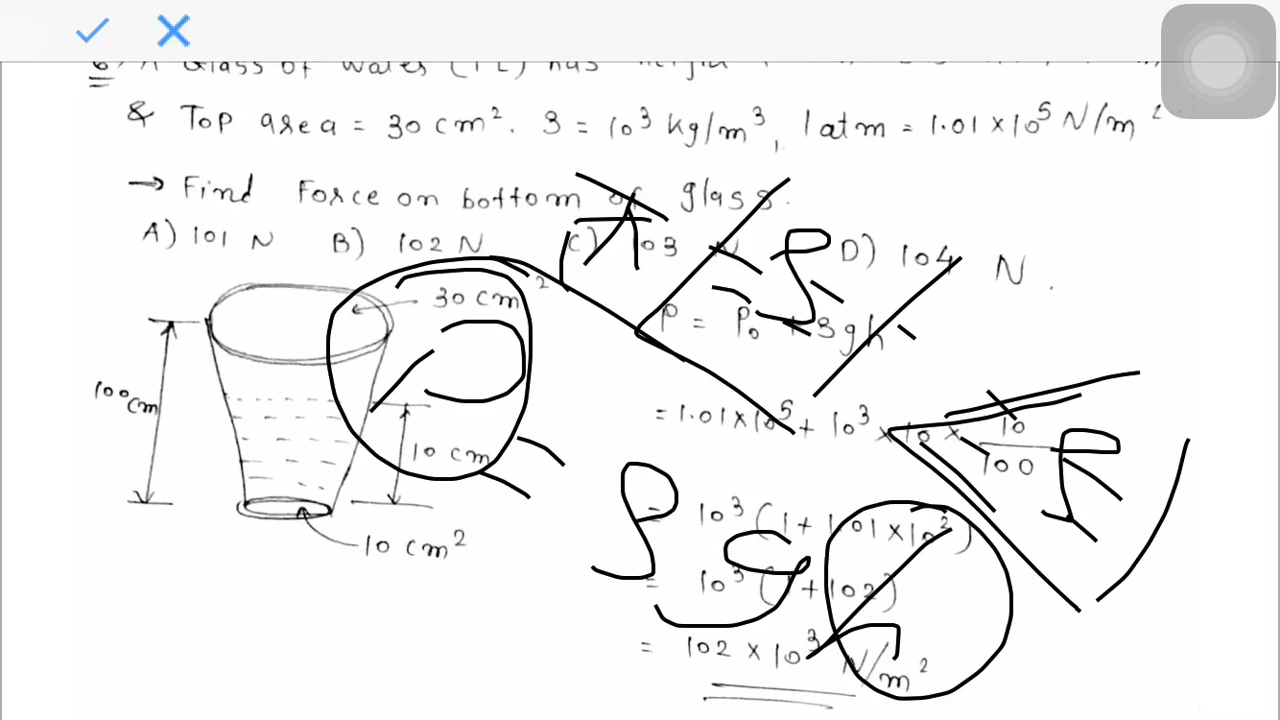 & Top area = 30 cm². ρ = 10³ kg/m³, 1 atm = 1.01 × 10⁵ N/m²
→ Find Force on bottom of glass.
A) 101 N B) 102 N C) 103 N D) 104 N.
30 cm²
P = P₀ + ρgh
100 cm
= 1.01 × 10⁵ + 10³ × 10 × 10/100
10 cm
= 10³ (1 + 1.01 × 10²)
10 cm²
= 10³ (1 + 102)
= 102 × 10³ N/m²